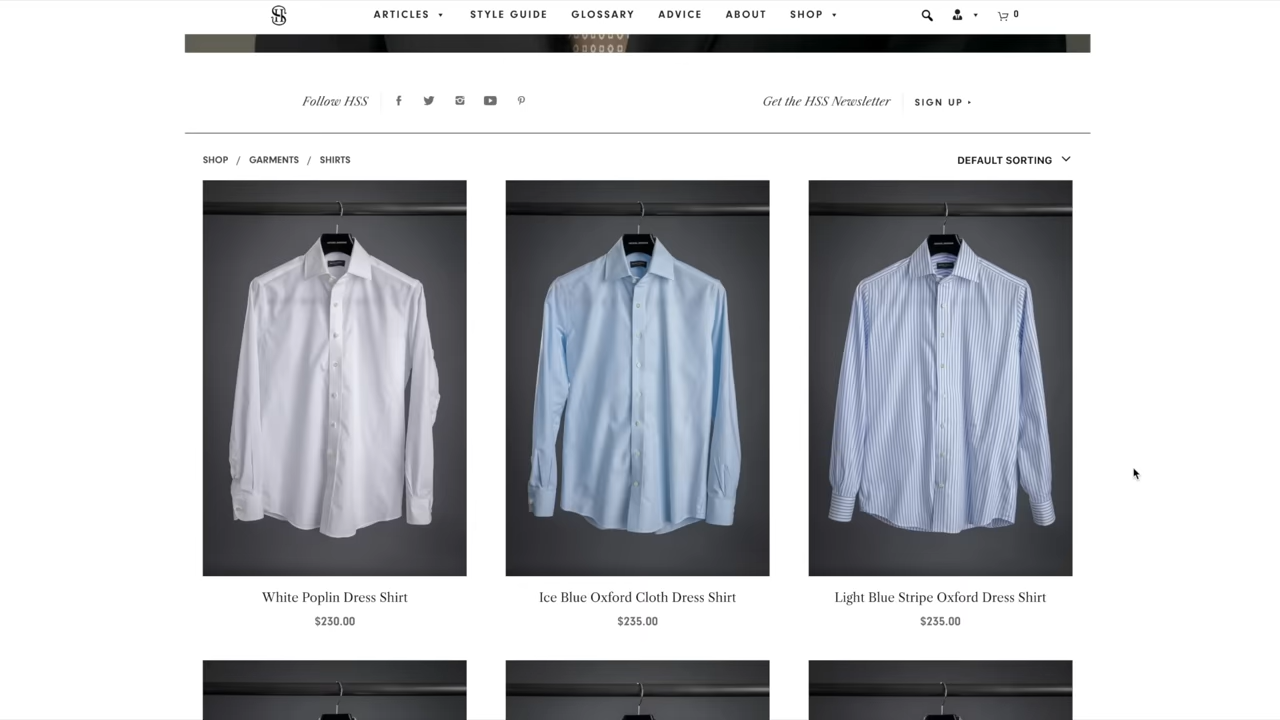 ARTICLES STYLE GUIDE GLOSSARY ADVICE ABOUT SHOP 0
Follow HSS
Get the HSS Newsletter SIGN UP
SHOP / GARMENTS / SHIRTS
DEFAULT SORTING
White Poplin Dress Shirt
$230.00
Ice Blue Oxford Cloth Dress Shirt
$235.00
Light Blue Stripe Oxford Dress Shirt
$235.00